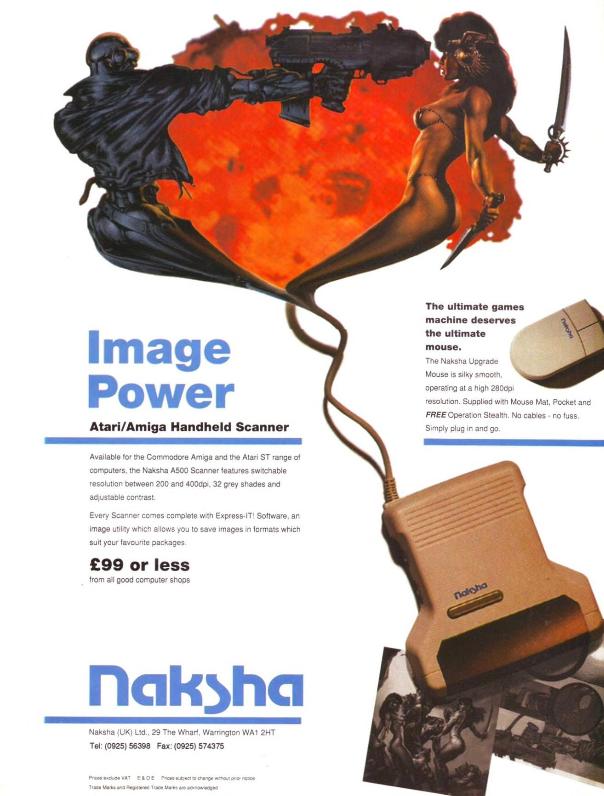 The ultimate games
machine deserves
the ultimate
mouse.
The Naksha Upgrade
Mouse is silky smooth,
operating at a high 280dpi
resolution. Supplied with Mouse Mat, Pocket and
FREE Operation Stealth. No cables - no fuss.
Simply plug in and go.
Naksha
Image
Power
Atari/Amiga Handheld Scanner
Available for the Commodore Amiga and the Atari ST range of
computers, the Naksha A500 Scanner features switchable
resolution between 200 and 400dpi, 32 grey shades and
adjustable contrast.
Every Scanner comes complete with Express-IT! Software, an
image utility which allows you to save images in formats which
suit your favourite packages.
£99 or less
from all good computer shops
Naksha
Naksha
Naksha (UK) Ltd., 29 The Wharf, Warrington WA1 2HT
Tel: (0925) 56398 Fax: (0925) 574375
Prices exclude VAT E & O E Prices subject to change without prior notice
Trade Marks and Registered Trade Marks are acknowledged